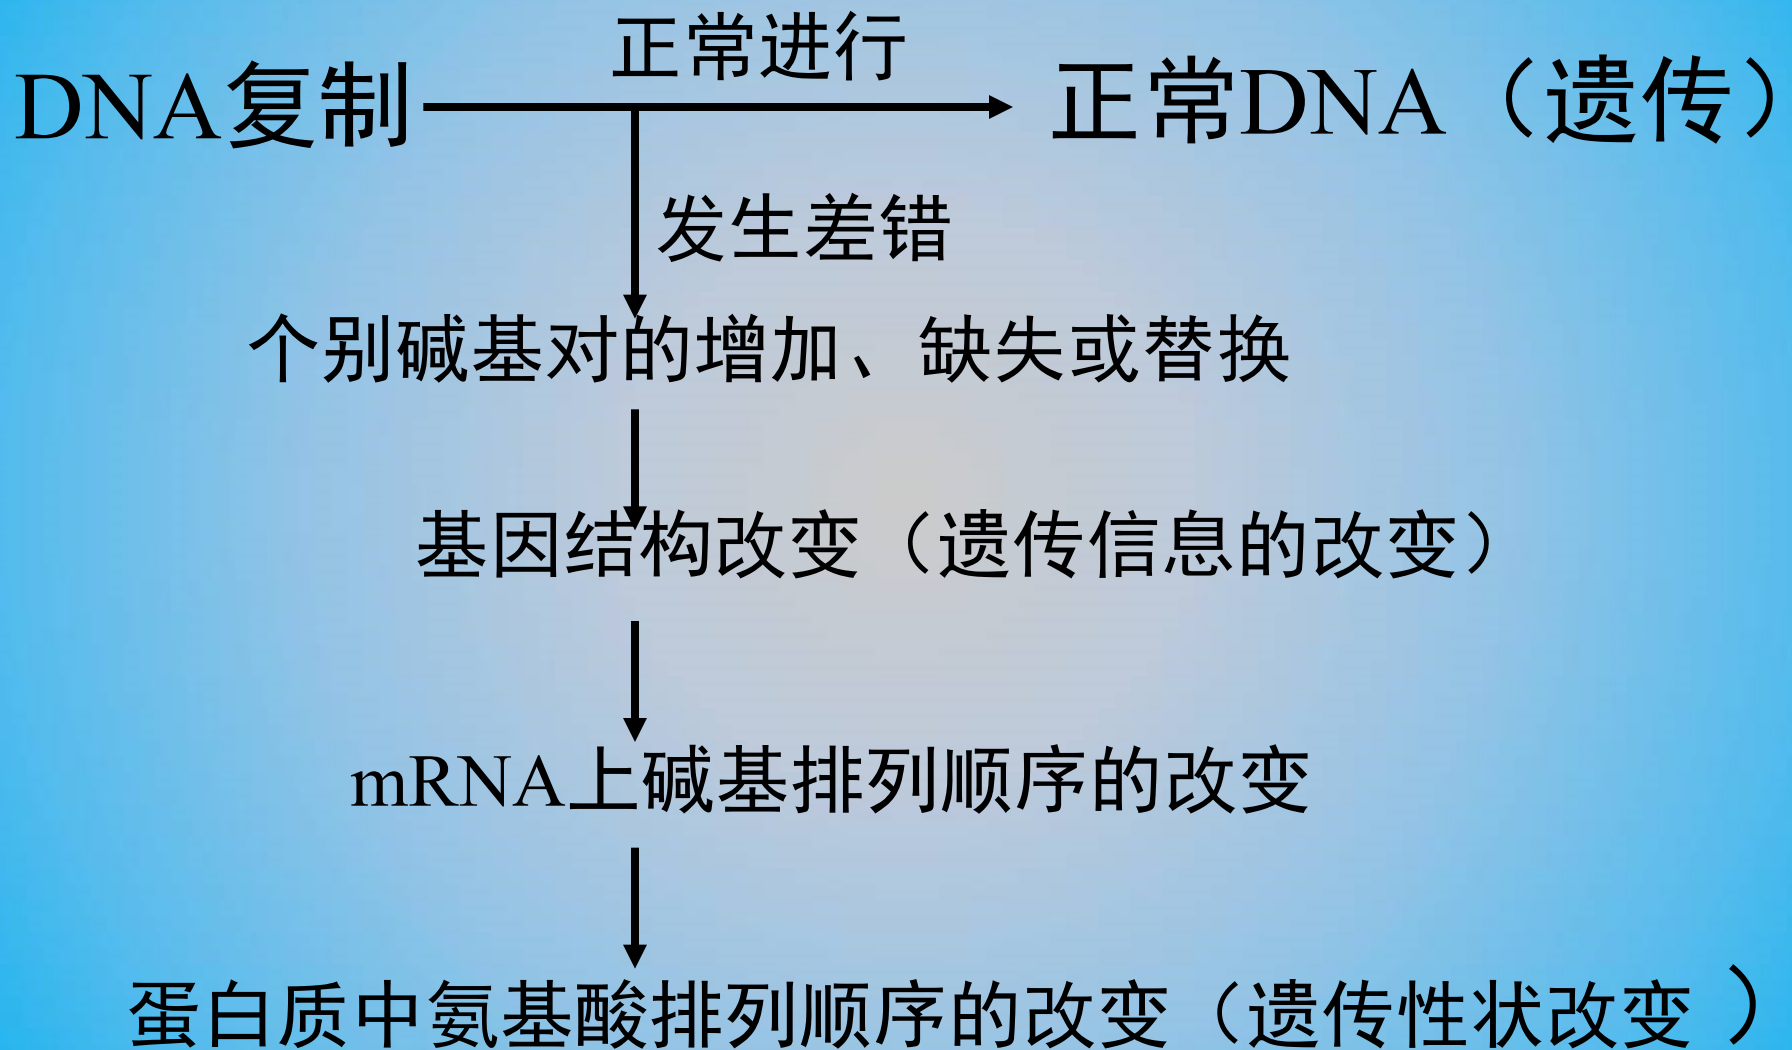 正常进行
DNA复制 正常DNA（遗传）
发生差错
个别碱基对的增加、缺失或替换
基因结构改变（遗传信息的改变）
mRNA上碱基排列顺序的改变
蛋白质中氨基酸排列顺序的改变（遗传性状改变 ）